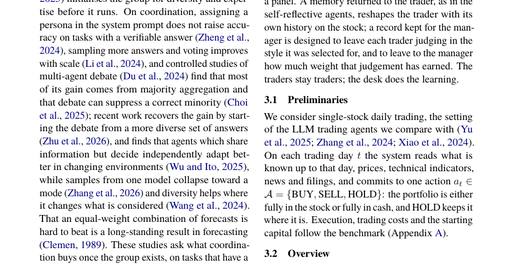 tise before it runs. On coordination, assigning a
persona in the system prompt does not raise accu-
racy on tasks with a verifiable answer (Zheng et al.,
2024), sampling more answers and voting improves
with scale (Li et al., 2024), and controlled studies of
multi-agent debate (Du et al., 2024) find that most
of its gain comes from majority aggregation and
that debate can suppress a correct minority (Choi
et al., 2025); recent work recovers the gain by start-
ing the debate from a more diverse set of answers
(Zhu et al., 2026), and finds that agents which share
information but decide independently adapt bet-
ter in changing environments (Wu and Ito, 2025),
while samples from one model collapse toward a
mode (Zhang et al., 2026) and diversity helps where
it changes what is considered (Wang et al., 2024).
That an equal-weight combination of forecasts is
hard to beat is a long-standing result in forecasting
(Clemen, 1989). These studies ask what coordina-
tion buys once the group exists, on tasks that have a
a panel. A memory returned to the trader, as in the
self-reflective agents, reshapes the trader with its
own history on the stock; a record kept for the man-
ager is designed to leave each trader judging in the
style it was selected for, and to leave to the manager
how much weight that judgement has earned. The
traders stay traders; the desk does the learning.
3.1 Preliminaries
We consider single-stock daily trading, the setting
of the LLM trading agents we compare with (Yu
et al., 2025; Zhang et al., 2024; Xiao et al., 2024).
On each trading day t the system reads what is
known up to that day, prices, technical indicators,
news and filings, and commits to one action aₜ ∈
𝒜 = {BUY, SELL, HOLD}: the portfolio is either
fully in the stock or fully in cash, and HOLD keeps it
where it is. Execution, trading costs and the starting
capital follow the benchmark (Appendix A).
3.2 Overview